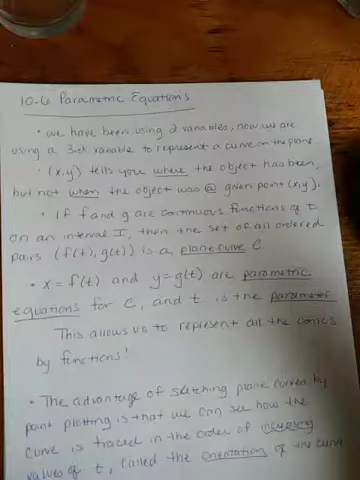 10-6 Parametric Equations
• we have been using 2 variables, now we are
using a 3rd variable to represent a curve on the plane.
• (x,y) tells you where the object has been,
but not when the object was @ given point (x,y).
• If f and g are continuous functions of t
on an interval I, then the set of all ordered
pairs (f(t), g(t)) is a plane curve C
• x = f(t) and y = g(t) are parametric
equations for C, and t is the parameter
This allows us to represent all the conics
by functions!
• The advantage of sketching plane curves by
point plotting is that we can see how the
curve is traced in the order of increasing
values of t, called the orientation of the curve